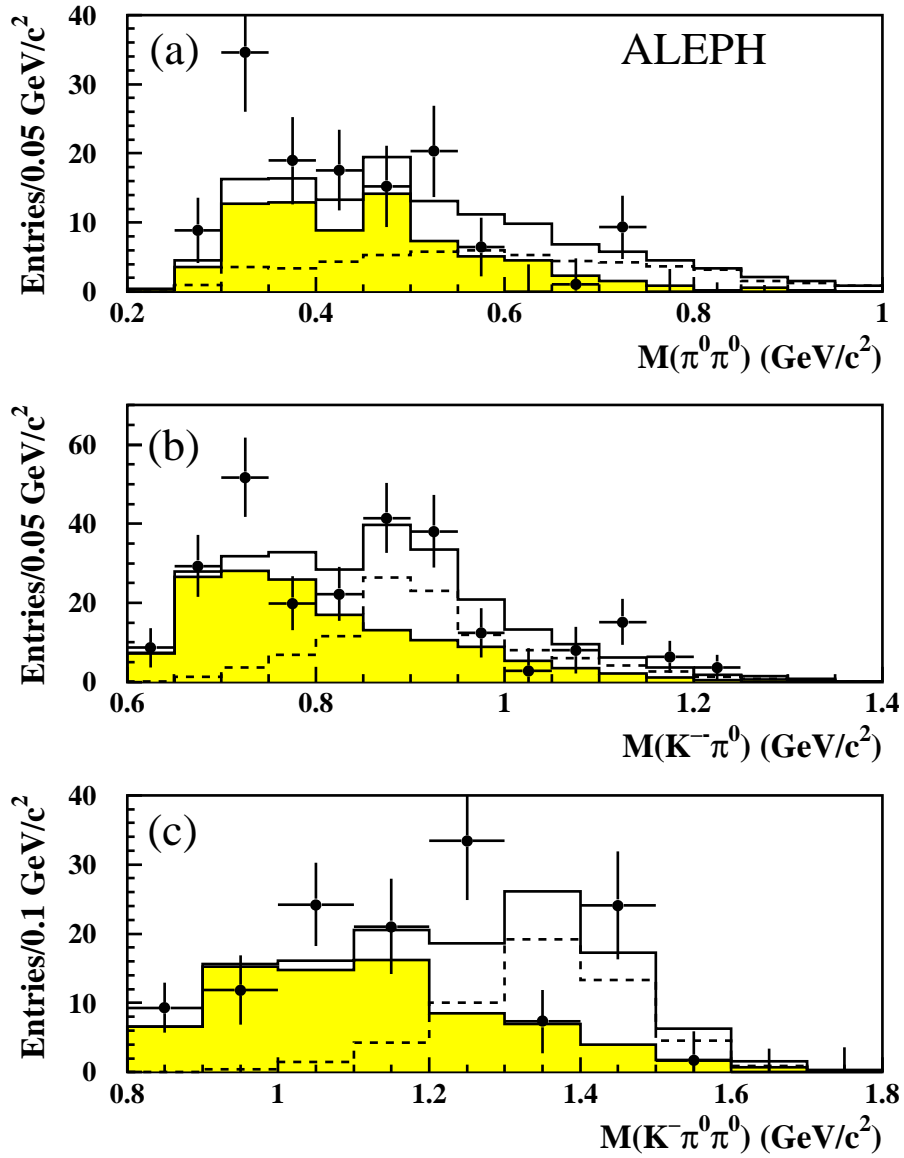 (a)
ALEPH
Entries/0.05 GeV/c²
40
30
20
10
0
0.2 0.4 0.6 0.8 1
M(π⁰π⁰) (GeV/c²)
(b)
Entries/0.05 GeV/c²
60
40
20
0
0.6 0.8 1 1.2 1.4
M(K⁻π⁰) (GeV/c²)
(c)
Entries/0.1 GeV/c²
40
30
20
10
0
0.8 1 1.2 1.4 1.6 1.8
M(K⁻π⁰π⁰) (GeV/c²)